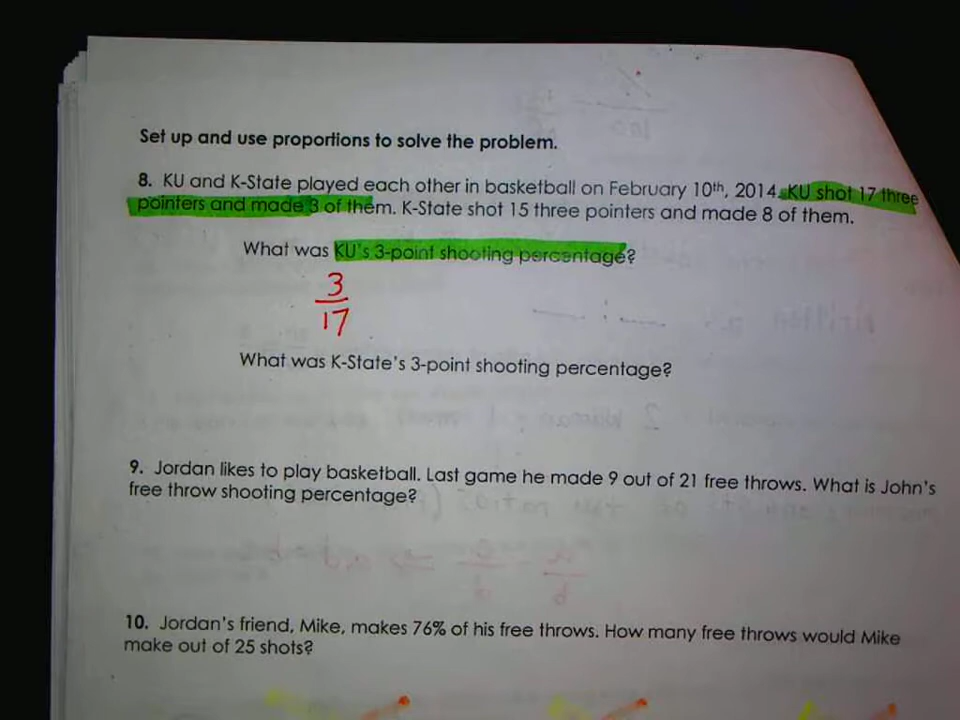 Set up and use proportions to solve the problem.
8. KU and K-State played each other in basketball on February 10th, 2014. KU shot 17 three
pointers and made 3 of them. K-State shot 15 three pointers and made 8 of them.
What was KU's 3-point shooting percentage?
3
17
What was K-State's 3-point shooting percentage?
9. Jordan likes to play basketball. Last game he made 9 out of 21 free throws. What is John's
free throw shooting percentage?
10. Jordan's friend, Mike, makes 76% of his free throws. How many free throws would Mike
make out of 25 shots?